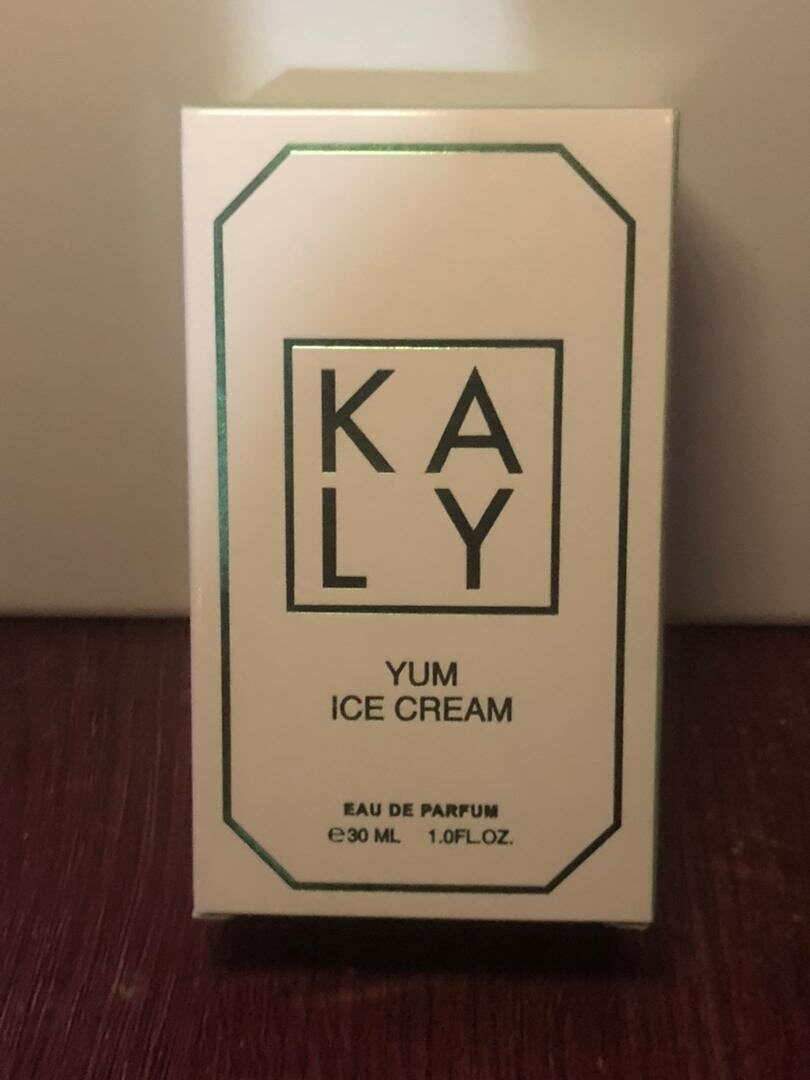 KA
LY
YUM
ICE CREAM
EAU DE PARFUM
℮30 ML 1.0FL.OZ.